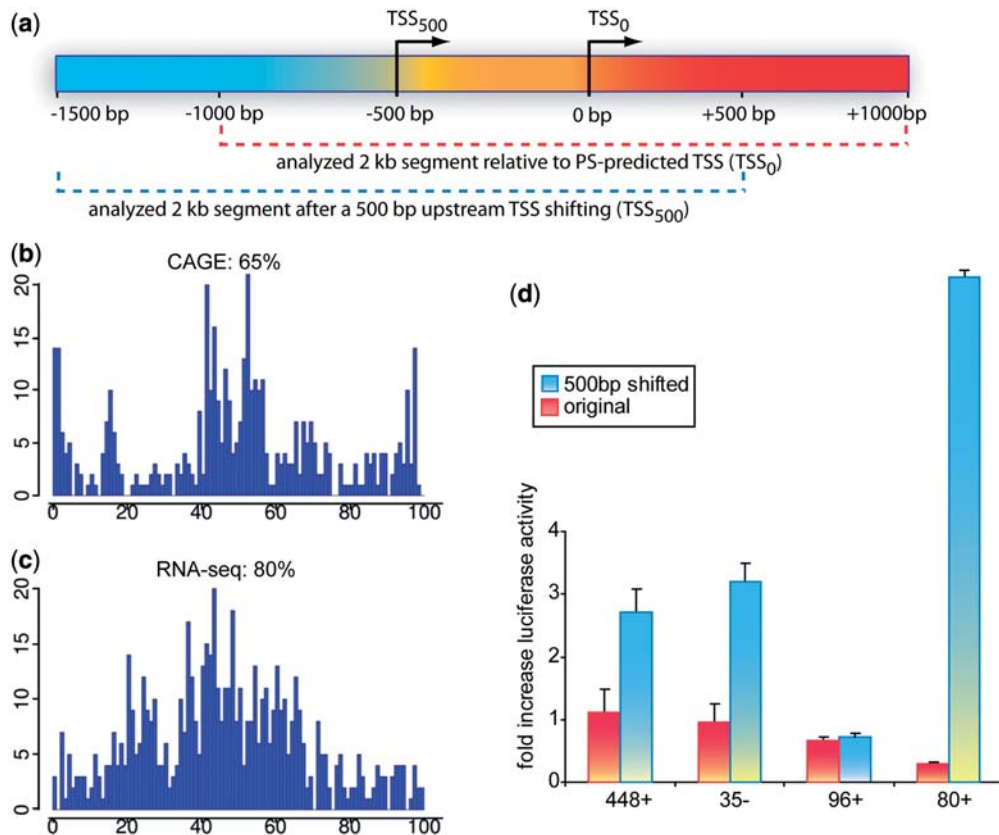 (a)
TSS500
TSS0
-1500 bp
-1000 bp
-500 bp
0 bp
+500 bp
+1000bp
analyzed 2 kb segment relative to PS-predicted TSS (TSS0)
analyzed 2 kb segment after a 500 bp upstream TSS shifting (TSS500)
(b)
CAGE: 65%
20
15
10
5
0
0 20 40 60 80 100
(c)
RNA-seq: 80%
20
15
10
5
0
0 20 40 60 80 100
(d)
500bp shifted
original
fold increase luciferase activity
4
3
2
1
0
448+ 35- 96+ 80+